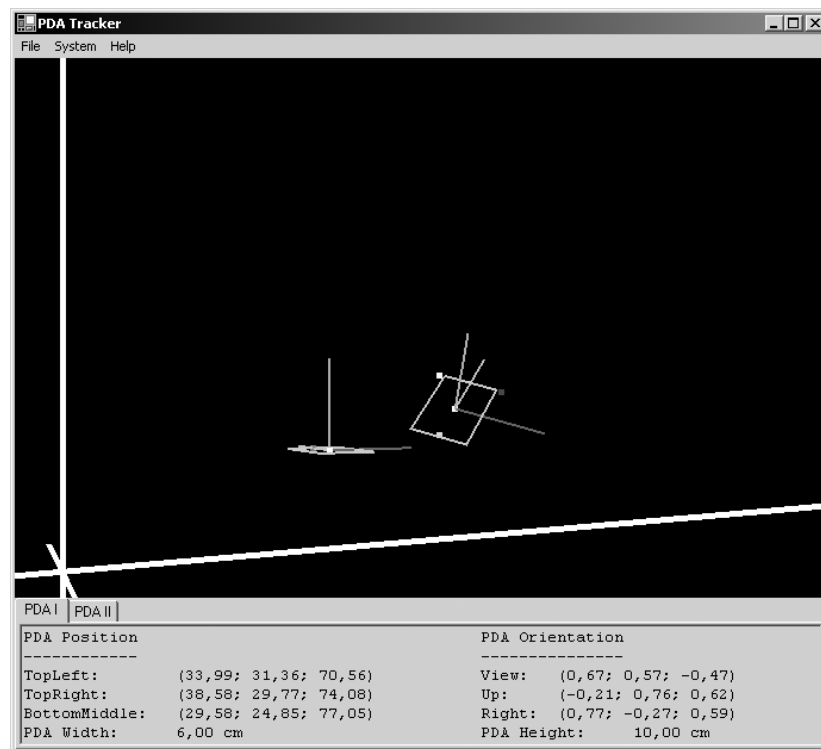 PDA Tracker
File System Help
PDA I PDA II
PDA Position PDA Orientation
------------ ---------------
TopLeft: (33,99; 31,36; 70,56) View: (0,67; 0,57; -0,47)
TopRight: (38,58; 29,77; 74,08) Up: (-0,21; 0,76; 0,62)
BottomMiddle: (29,58; 24,85; 77,05) Right: (0,77; -0,27; 0,59)
PDA Width: 6,00 cm PDA Height: 10,00 cm